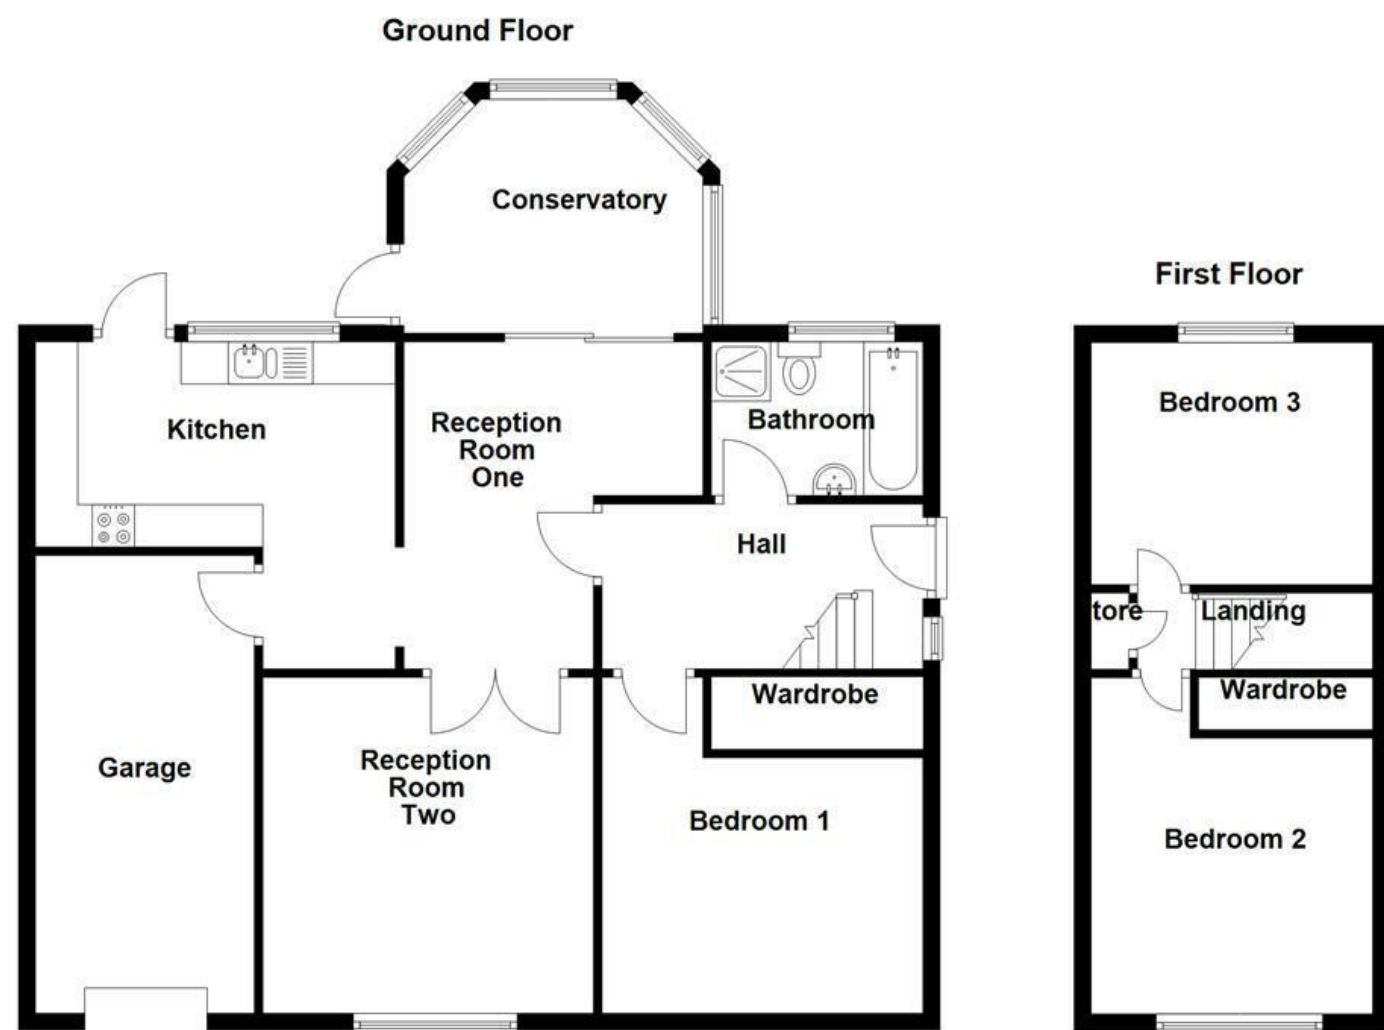 Ground Floor
Conservatory
Kitchen
Reception
Room
One
Bathroom
Hall
Wardrobe
Garage
Reception
Room
Two
Bedroom 1
First Floor
Bedroom 3
tore
Landing
Wardrobe
Bedroom 2